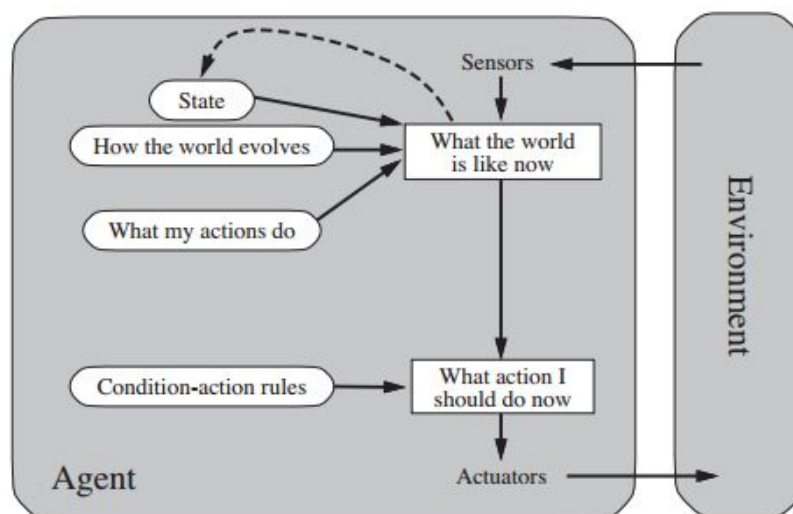 Sensors
State
How the world evolves
What the world
is like now
What my actions do
Condition-action rules
What action I
should do now
Agent
Actuators
Environment